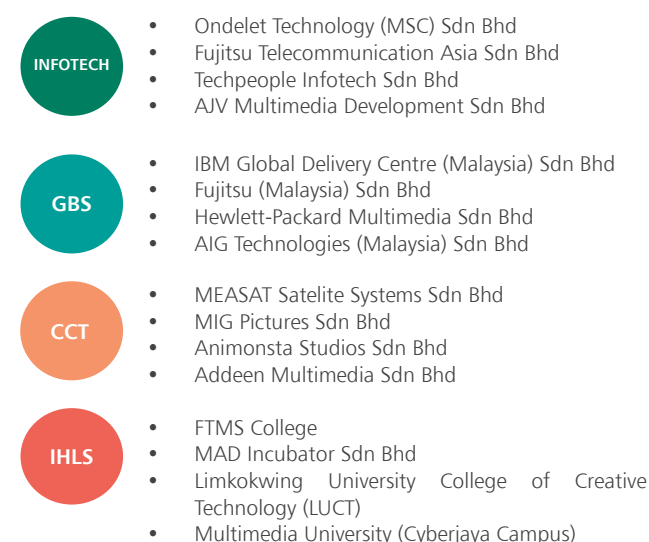 INFOTECH
• Ondelet Technology (MSC) Sdn Bhd
• Fujitsu Telecommunication Asia Sdn Bhd
• Techpeople Infotech Sdn Bhd
• AJV Multimedia Development Sdn Bhd
GBS
• IBM Global Delivery Centre (Malaysia) Sdn Bhd
• Fujitsu (Malaysia) Sdn Bhd
• Hewlett-Packard Multimedia Sdn Bhd
• AIG Technologies (Malaysia) Sdn Bhd
CCT
• MEASAT Satelite Systems Sdn Bhd
• MIG Pictures Sdn Bhd
• Animonsta Studios Sdn Bhd
• Addeen Multimedia Sdn Bhd
IHLS
• FTMS College
• MAD Incubator Sdn Bhd
• Limkokwing University College of Creative
Technology (LUCT)
• Multimedia University (Cyberjaya Campus)